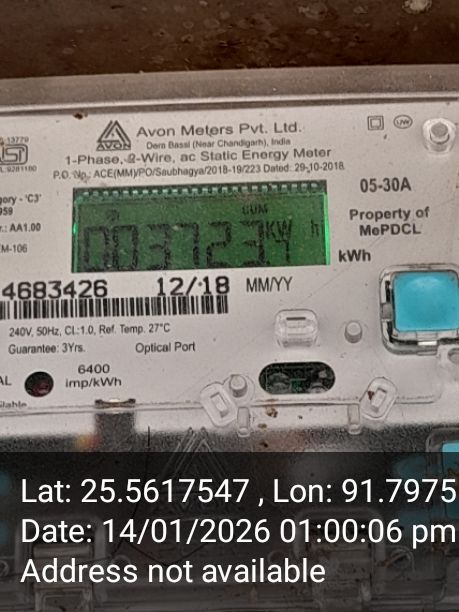 AVON
Avon Meters Pvt. Ltd.
Dera Bassi (Near Chandigarh), India
1-Phase, 2-Wire, ac Static Energy Meter
P.O. No.: ACE(MM)/PO/Saubhagya/2018-19/223 Dated: 29-10-2018
UW
05-30A
Property of
MePDCL
CUM
KW h
kWh
4683426 12/18 MM/YY
240V, 50Hz, Cl.:1.0, Ref. Temp. 27°C
Guarantee: 3Yrs. Optical Port
6400
imp/kWh
Lat: 25.5617547 , Lon: 91.7975
Date: 14/01/2026 01:00:06 pm
Address not available